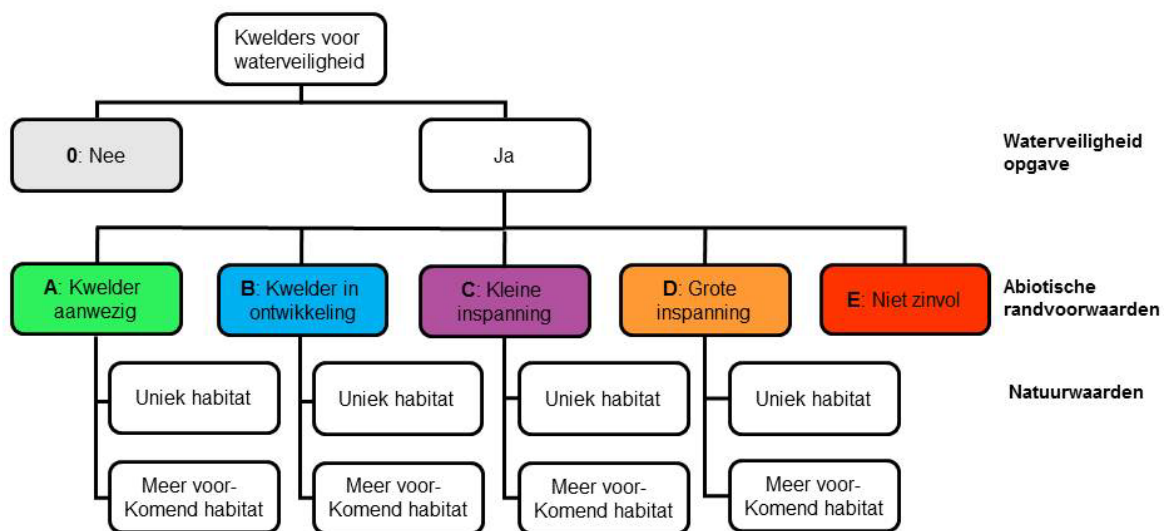 Kwelders voor
waterveiligheid
0: Nee
Ja
Waterveiligheid
opgave
A: Kwelder
aanwezig
B: Kwelder in
ontwikkeling
C: Kleine
inspanning
D: Grote
inspanning
E: Niet zinvol
Abiotische
randvoorwaarden
Uniek habitat
Uniek habitat
Uniek habitat
Uniek habitat
Natuurwaarden
Meer voor-
Komend habitat
Meer voor-
Komend habitat
Meer voor-
Komend habitat
Meer voor-
Komend habitat